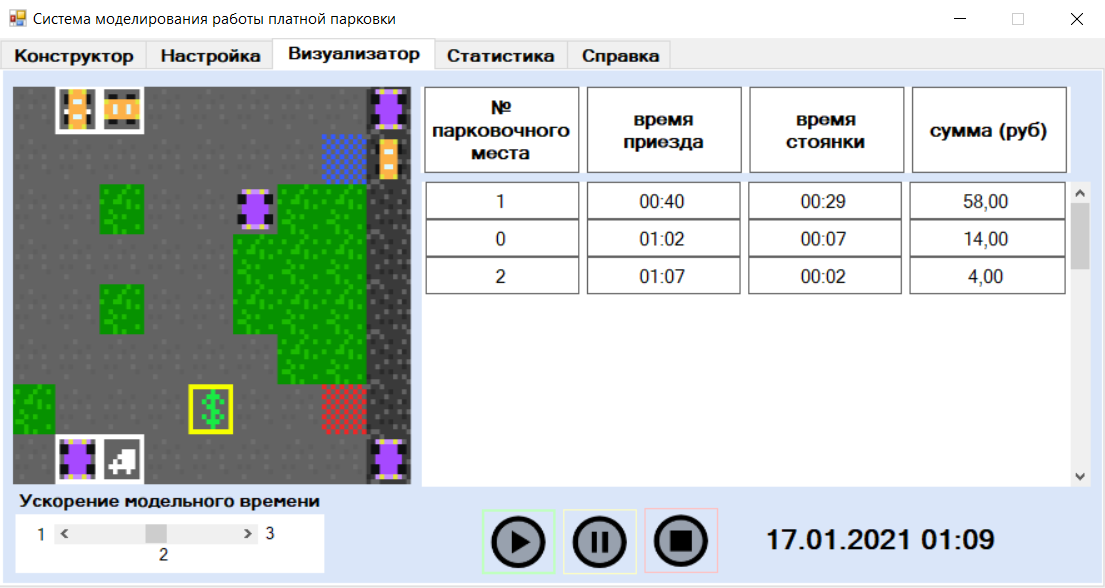 Система моделирования работы платной парковки
Конструктор Настройка Визуализатор Статистика Справка
№ парковочного места
время приезда
время стоянки
сумма (руб)
1 00:40 00:29 58,00
0 01:02 00:07 14,00
2 01:07 00:02 4,00
$
Ускорение модельного времени
1 3
2
17.01.2021 01:09